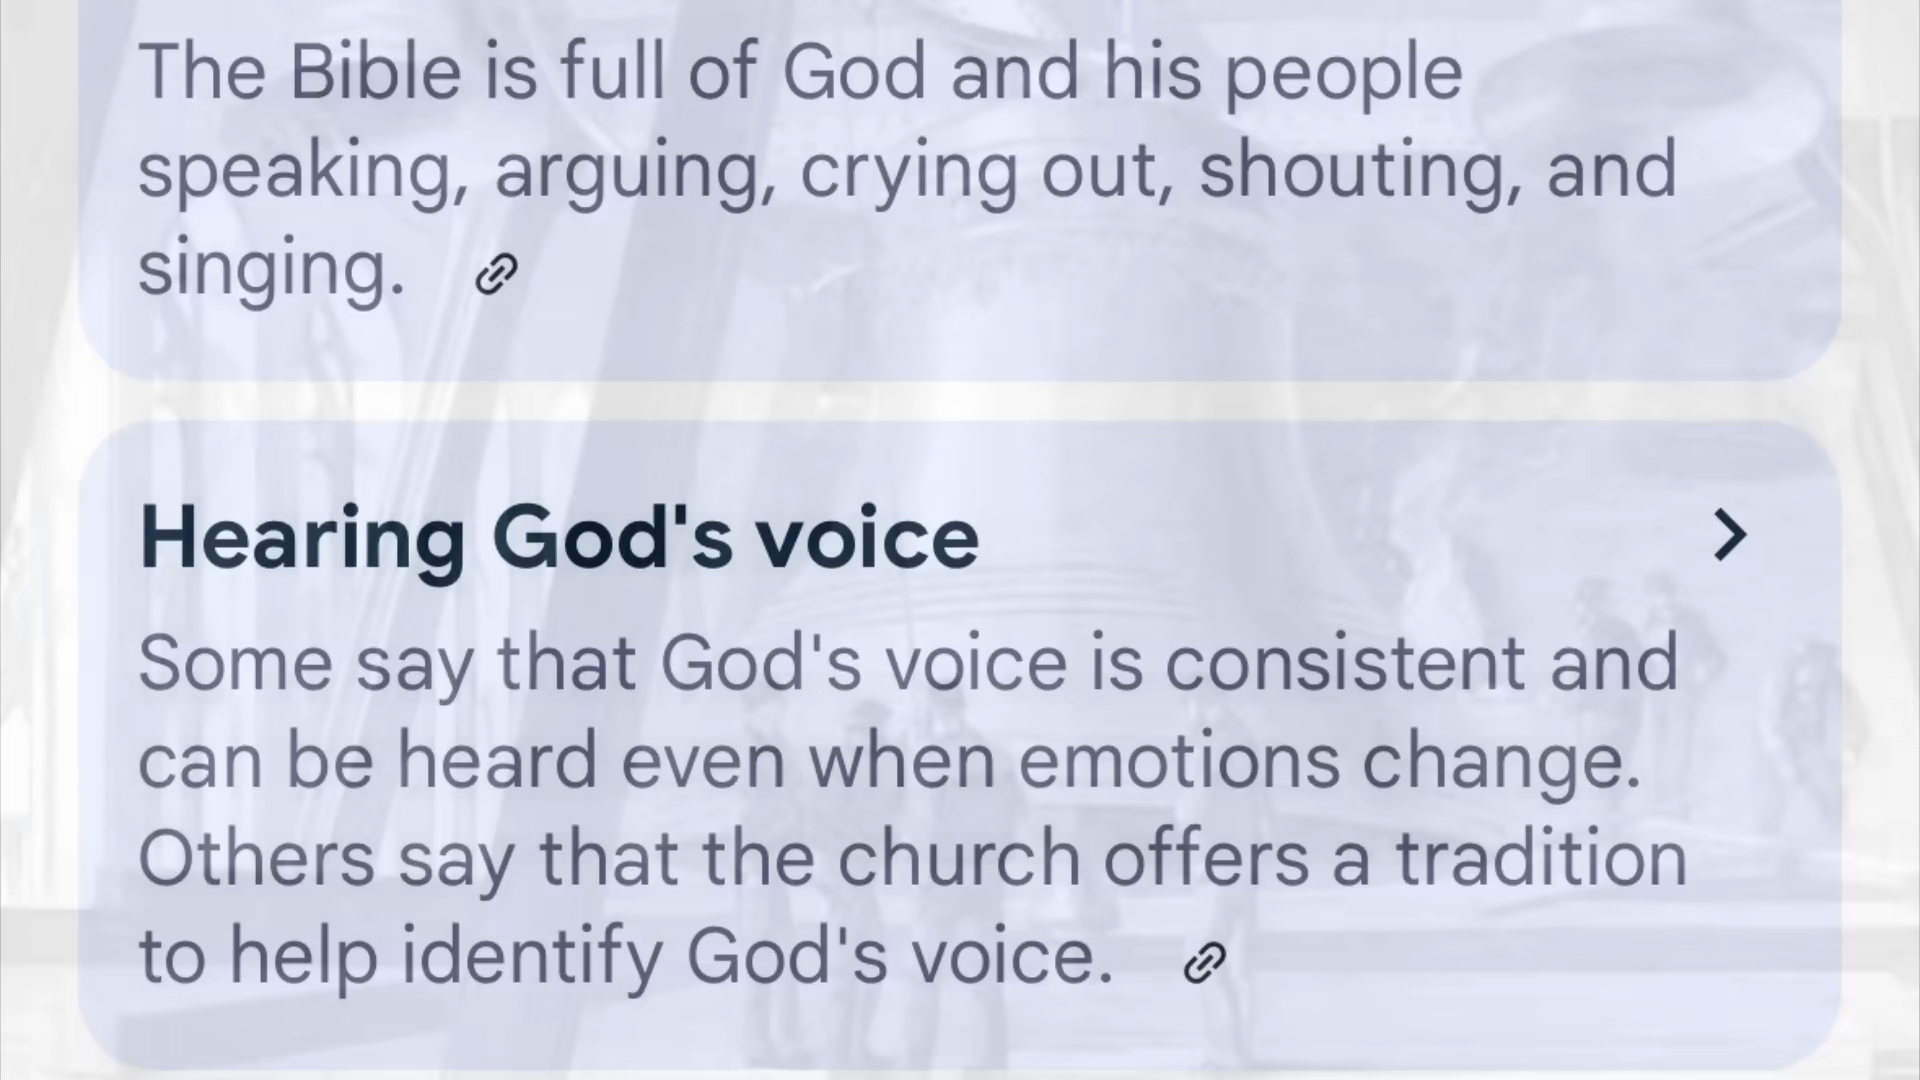 The Bible is full of God and his people
speaking, arguing, crying out, shouting, and
singing.
Hearing God's voice
Some say that God's voice is consistent and
can be heard even when emotions change.
Others say that the church offers a tradition
to help identify God's voice.